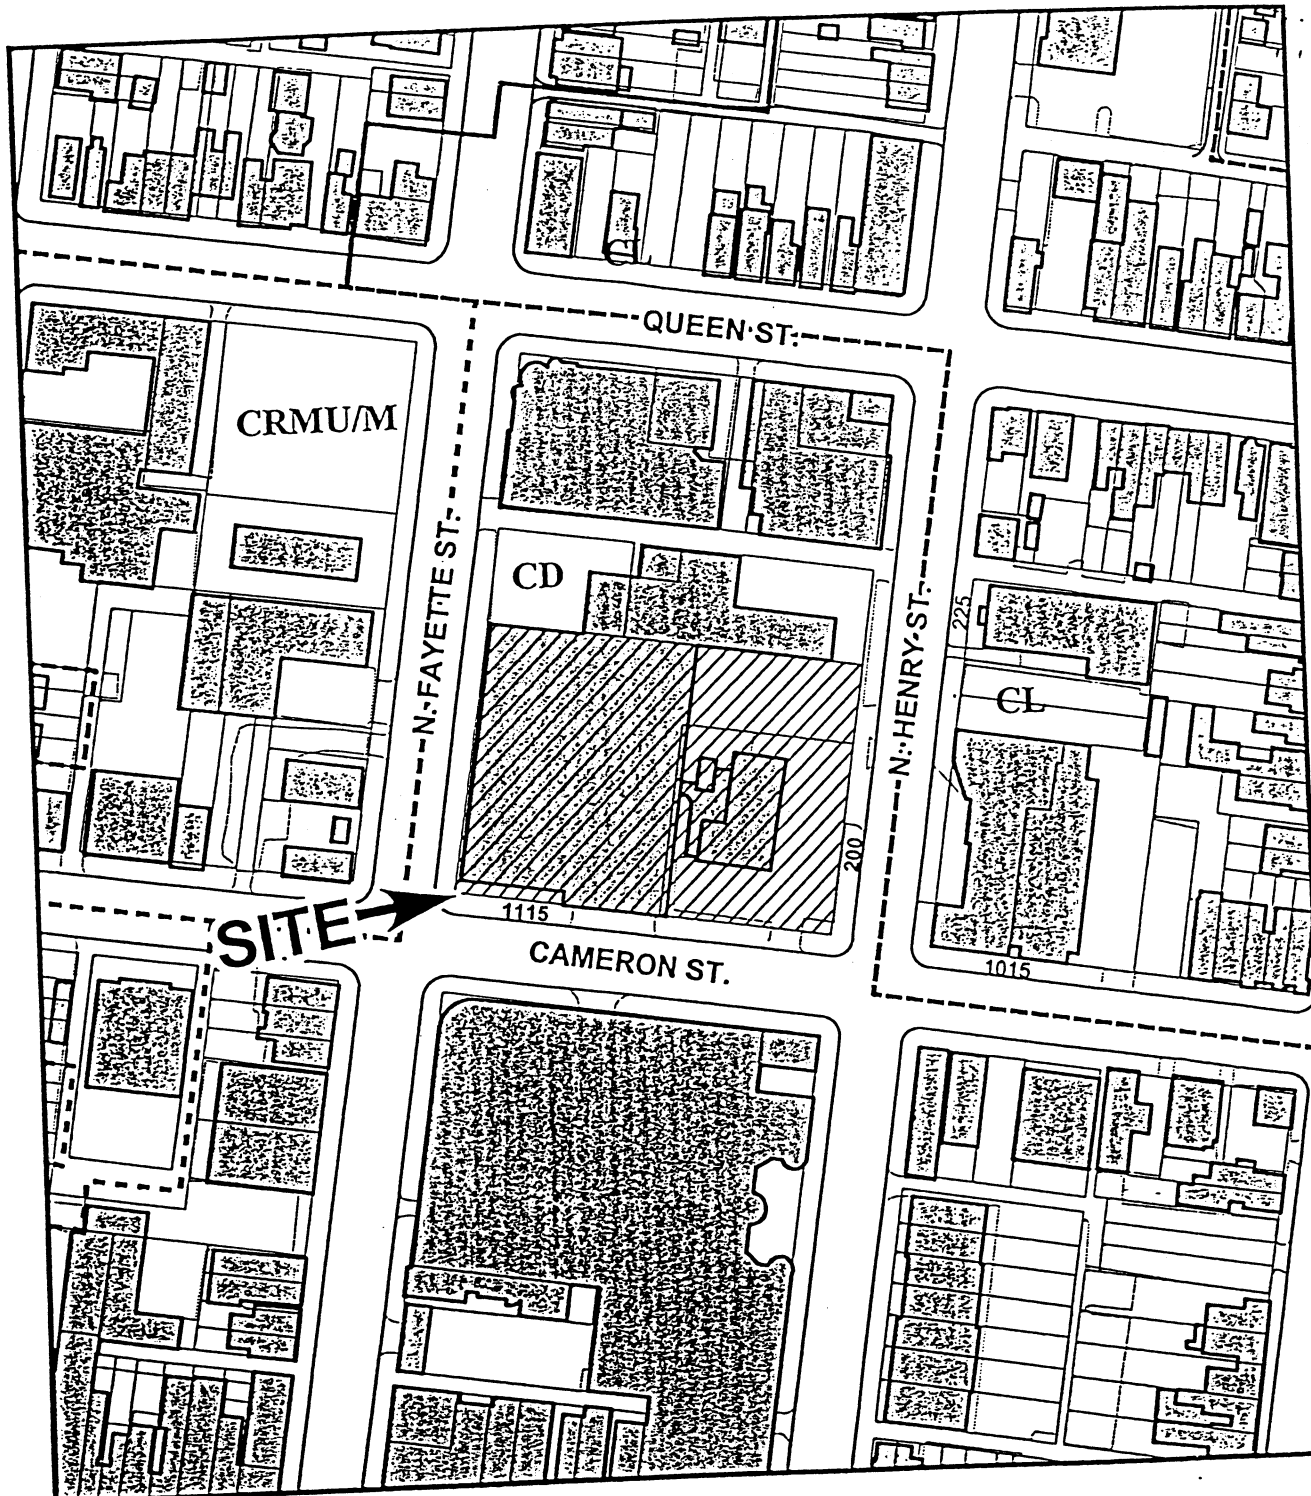 QUEEN ST.
CRMU/M
N. FAYETTE ST.
CD
N. HENRY ST.
225
CL
200
SITE
1115
CAMERON ST.
1015